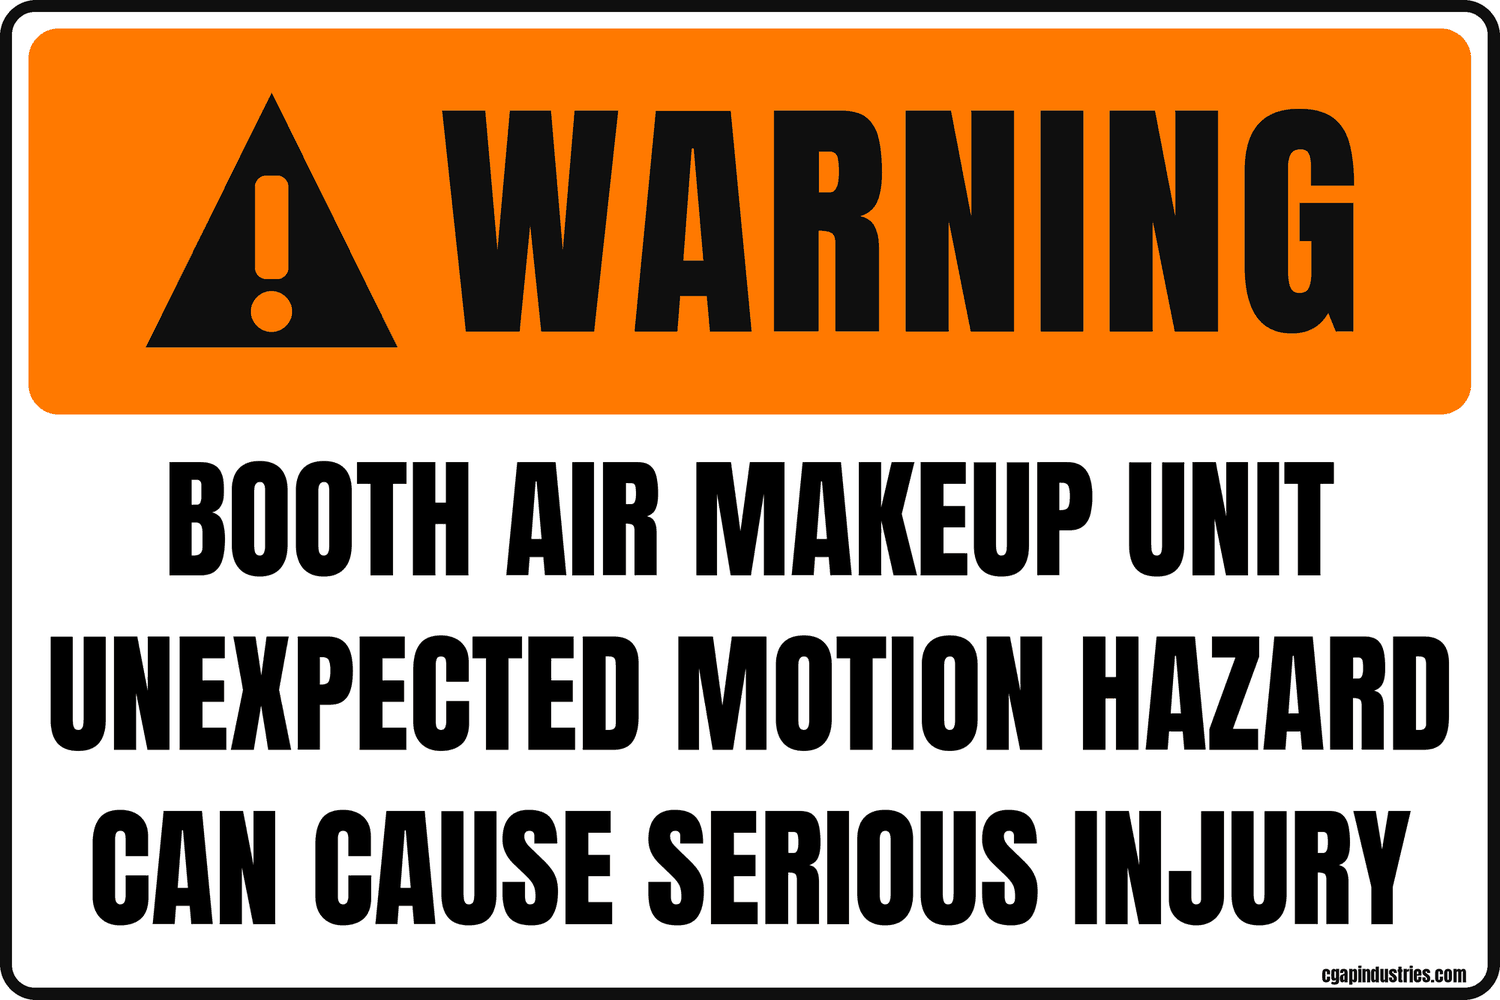 WARNING
BOOTH AIR MAKEUP UNIT
UNEXPECTED MOTION HAZARD
CAN CAUSE SERIOUS INJURY
cgapindustries.com